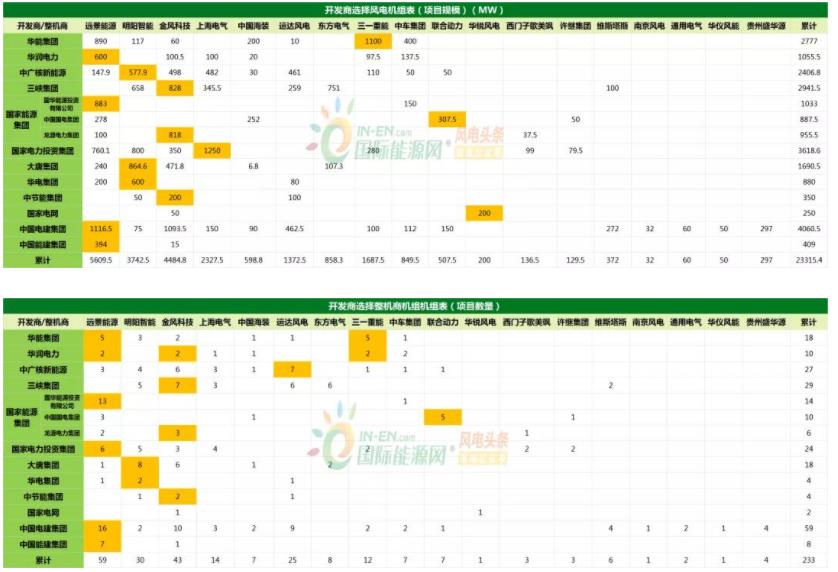 开发商选择风电机组表（项目规模）（MW）
开发商/整机商 远景能源 明阳智能 金风科技 上海电气 中国海装 运达风电 东方电气 三一重能 中车集团 联合动力 华锐风电 西门子歌美飒 许继集团 维斯塔斯 南京风电 通用电气 华仪风能 贵州盛华源 累计
华能集团 890 117 60 200 10 1100 400 2777
华润电力 600 100.5 100 20 97.5 137.5 1055.5
中广核新能源 147.9 577.9 498 482 30 461 110 50 50 2406.8
三峡集团 658 828 345.5 259 751 100 2941.5
国家能源集团 国华能源投资有限公司 883 150 1033
中国国电集团 278 252 307.5 50 887.5
龙源电力集团 100 818 37.5 955.5
国家电力投资集团 760.1 800 350 1250 280 99 79.5 3618.6
大唐集团 240 864.6 471.8 6.8 107.3 1690.5
华电集团 200 600 80 880
中节能集团 50 200 100 350
国家电网 50 200 250
中国电建集团 1116.5 75 1093.5 150 90 462.5 100 112 150 272 32 60 50 297 4060.5
中国能建集团 394 15 409
累计 5609.5 3742.5 4484.8 2327.5 598.8 1372.5 858.3 1687.5 849.5 507.5 200 136.5 129.5 372 32 60 50 297 23315.4
IN-EN.com
国际能源网
风电头条
开发商选择整机商机组机组表（项目数量）
开发商/整机商 远景能源 明阳智能 金风科技 上海电气 中国海装 运达风电 东方电气 三一重能 中车集团 联合动力 华锐风电 西门子歌美飒 许继集团 维斯塔斯 南京风电 通用电气 华仪风能 贵州盛华源 累计
华能集团 5 3 2 1 1 5 1 18
华润电力 2 2 1 1 2 2 10
中广核新能源 3 4 6 3 1 7 1 1 1 27
三峡集团 5 7 3 6 6 2 29
国家能源集团 国华能源投资有限公司 13 1 14
中国国电集团 3 1 5 1 10
龙源电力集团 2 3 1 6
国家电力投资集团 6 5 3 4 2 2 2 24
大唐集团 1 8 6 1 2 18
华电集团 1 2 1 4
中节能集团 1 2 1 4
国家电网 1 1 2
中国电建集团 16 2 10 3 2 9 2 2 1 4 1 2 1 4 59
中国能建集团 7 1 8
累计 59 30 43 14 7 25 8 12 7 7 1 3 3 6 1 2 1 4 233
IN-EN.com
国际能源网
风电头条